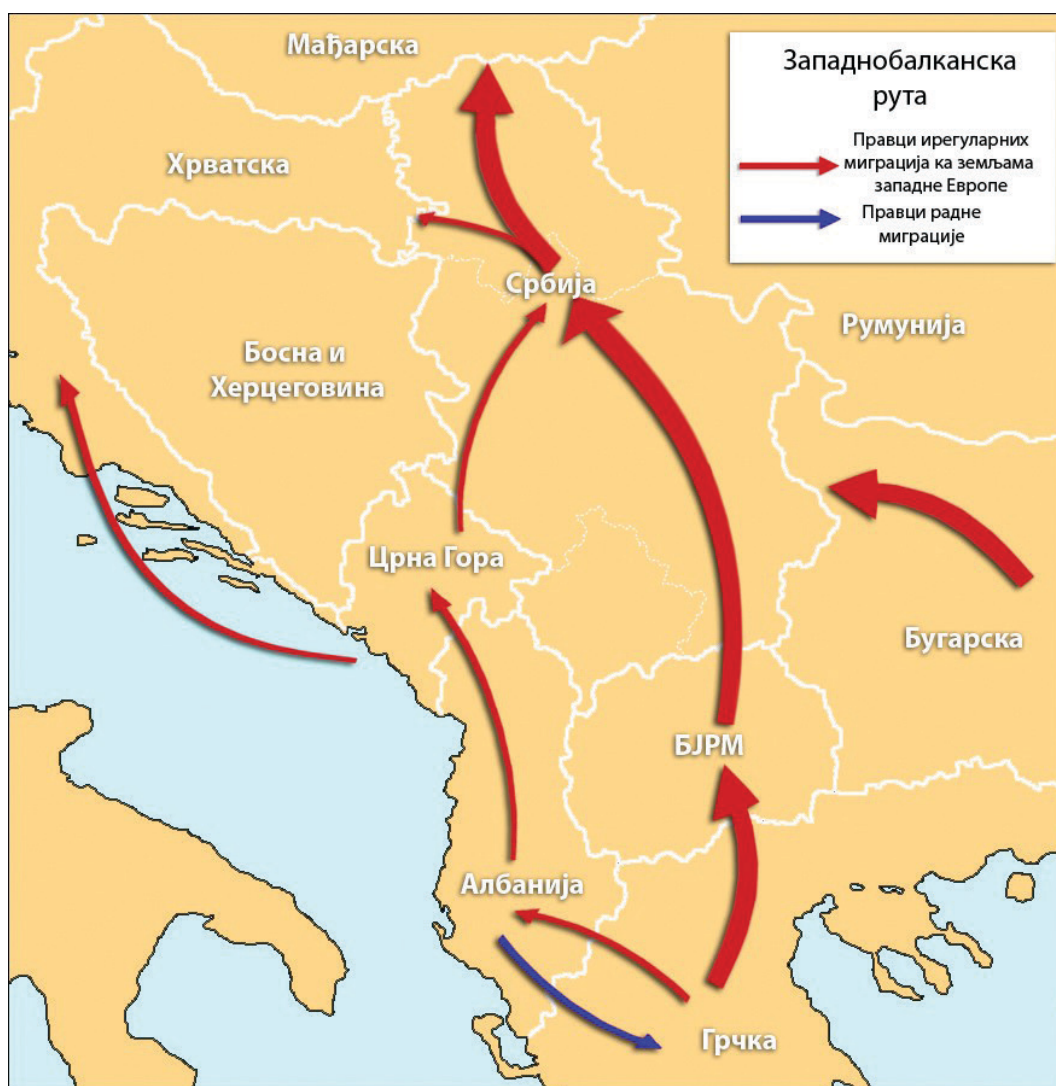 Мађарска
Западнобалканска
рута
Правци ирегуларних
миграција ка земљама
западне Европе
Правци радне
миграције
Хрватска
Србија
Румунија
Босна и
Херцеговина
Црна Гора
Бугарска
БЈРМ
Албанија
Грчка